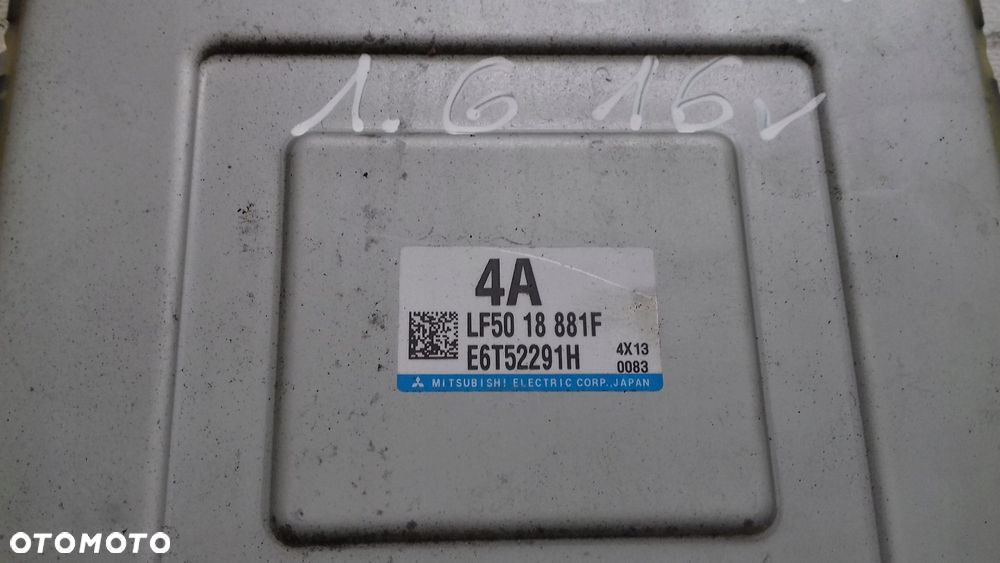 1.6 16v
4A
LF50 18 881F
E6T52291H
4X13
0083
MITSUBISHI ELECTRIC CORP., JAPAN
OTOMOTO